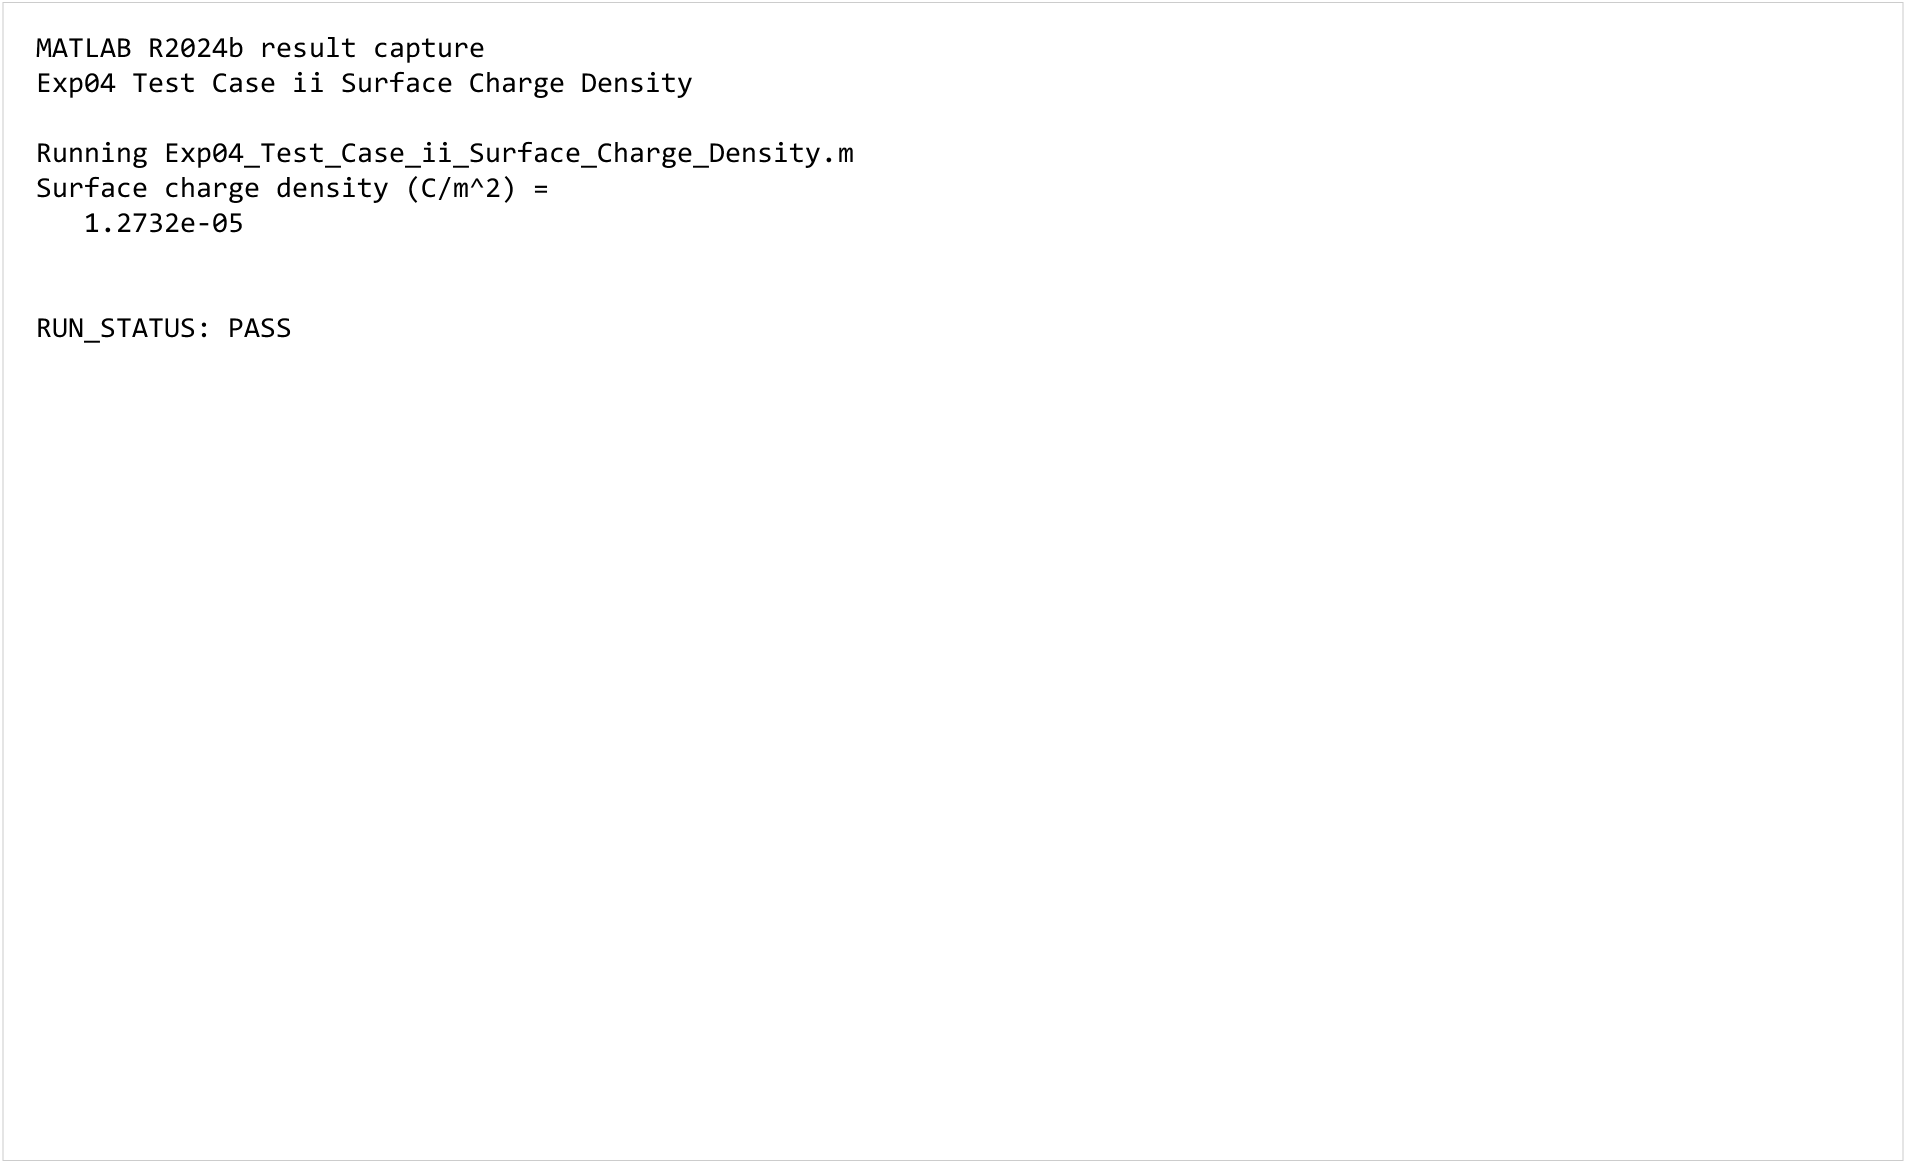 MATLAB R2024b result capture
Exp04 Test Case ii Surface Charge Density
Running Exp04_Test_Case_ii_Surface_Charge_Density.m
Surface charge density (C/m^2) =
1.2732e-05
RUN_STATUS: PASS